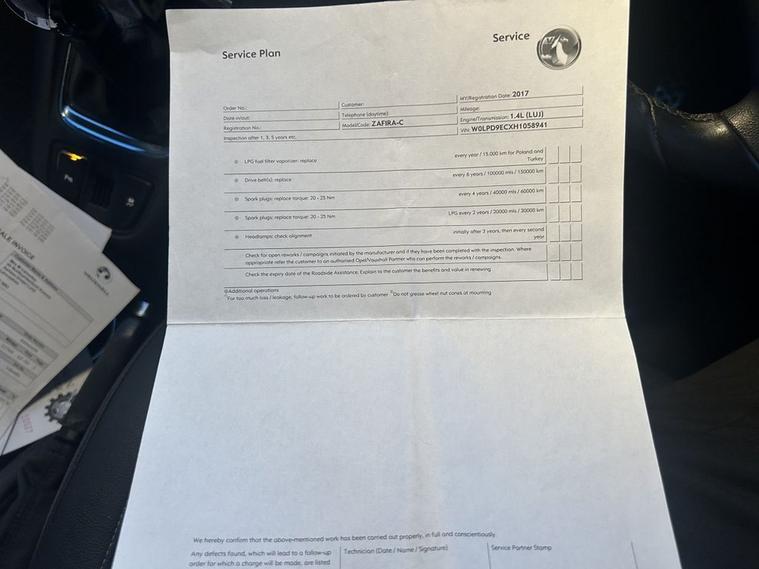 Service Plan
Service
Order No.:
Customer:
MY/Registration Date: 2017
Date in/out:
Telephone (daytime):
Mileage:
Registration No.:
Model/Code: ZAFIRA-C
Engine/Transmission: 1.4L (LUJ)
Inspection after 1, 3, 5 years etc.
VIN: W0LPD9ECXH1058941
LPG fuel filter vaporizer: replace
every year / 15.000 km for Poland and
Turkey
Drive belt(s): replace
every 6 years / 100000 mls / 150000 km
Spark plugs: replace torque: 20 - 25 Nm
every 4 years / 40000 mls / 60000 km
Spark plugs: replace torque: 20 - 25 Nm
LPG every 2 years / 20000 mls / 30000 km
Headlamps: check alignment
initially after 3 years, then every second
year
Check for open reworks / campaigns initiated by the manufacturer and if they have been completed with the inspection. Where
appropriate refer the customer to an authorised Opel/Vauxhall Partner who can perform the reworks / campaigns.
Check the expiry date of the Roadside Assistance. Explain to the customer the benefits and value in renewing
Additional operations
For too much loss / leakage, follow-up work to be ordered by customer Do not grease wheel nut cones at mounting
We hereby confirm that the above-mentioned work has been carried out properly, in full and conscientiously.
Any defects found, which will lead to a follow-up
Technician (Date / Name / Signature)
Service Partner Stamp
order for which a charge will be made, are listed
INVOICE